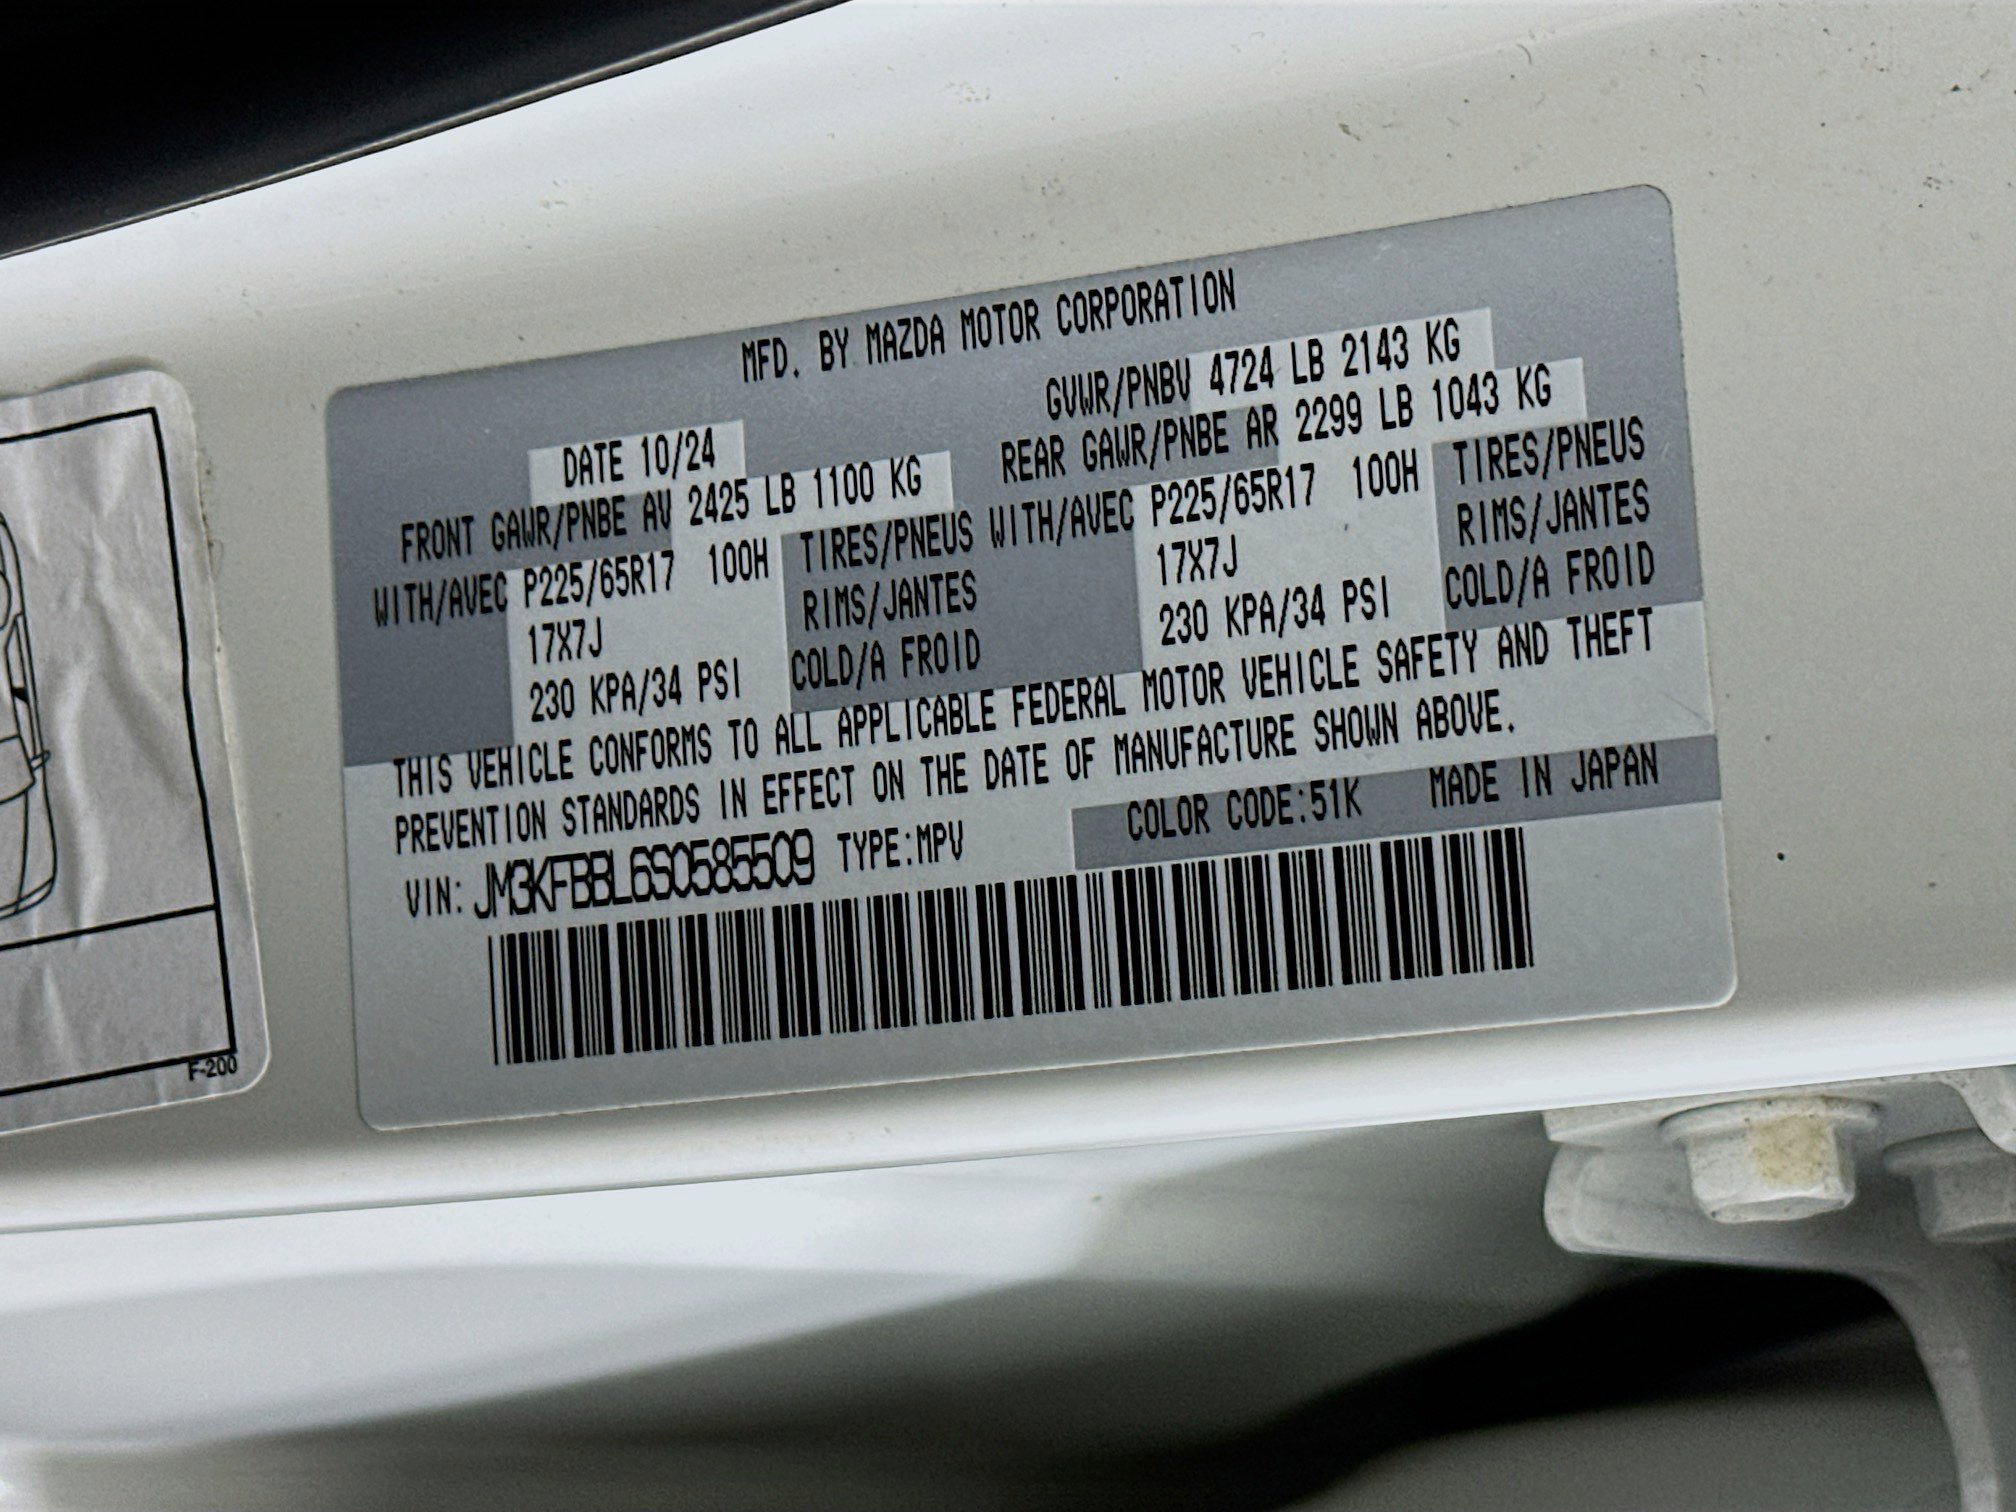 MFD. BY MAZDA MOTOR CORPORATION
DATE 10/24 GVWR/PNBV 4724 LB 2143 KG
FRONT GAWR/PNBE AV 2425 LB 1100 KG REAR GAWR/PNBE AR 2299 LB 1043 KG
WITH/AVEC P225/65R17 100H TIRES/PNEUS WITH/AVEC P225/65R17 100H TIRES/PNEUS
17X7J RIMS/JANTES 17X7J RIMS/JANTES
230 KPA/34 PSI COLD/A FROID 230 KPA/34 PSI COLD/A FROID
THIS VEHICLE CONFORMS TO ALL APPLICABLE FEDERAL MOTOR VEHICLE SAFETY AND THEFT
PREVENTION STANDARDS IN EFFECT ON THE DATE OF MANUFACTURE SHOWN ABOVE.
VIN: JM3KFBBL6S0585509 TYPE:MPV COLOR CODE:51K MADE IN JAPAN
F-200